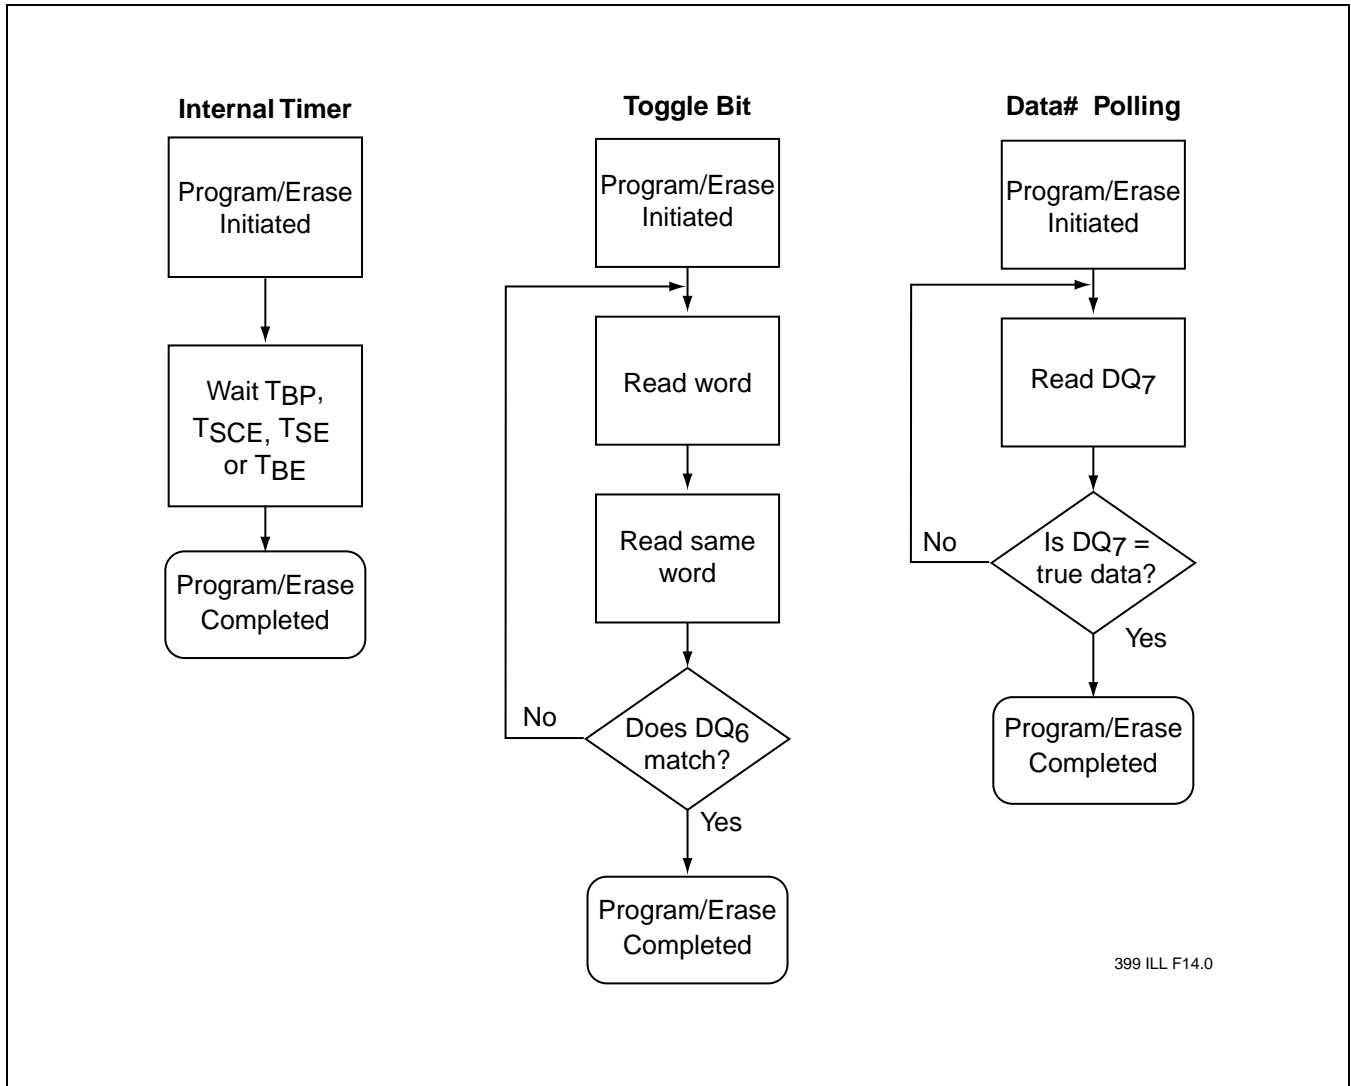 Internal Timer
Program/Erase
Initiated
Wait TBP,
TSCE, TSE
or TBE
Program/Erase
Completed
Toggle Bit
Program/Erase
Initiated
Read word
Read same
word
No
Does DQ6
match?
Yes
Program/Erase
Completed
Data# Polling
Program/Erase
Initiated
Read DQ7
No
Is DQ7 =
true data?
Yes
Program/Erase
Completed
399 ILL F14.0